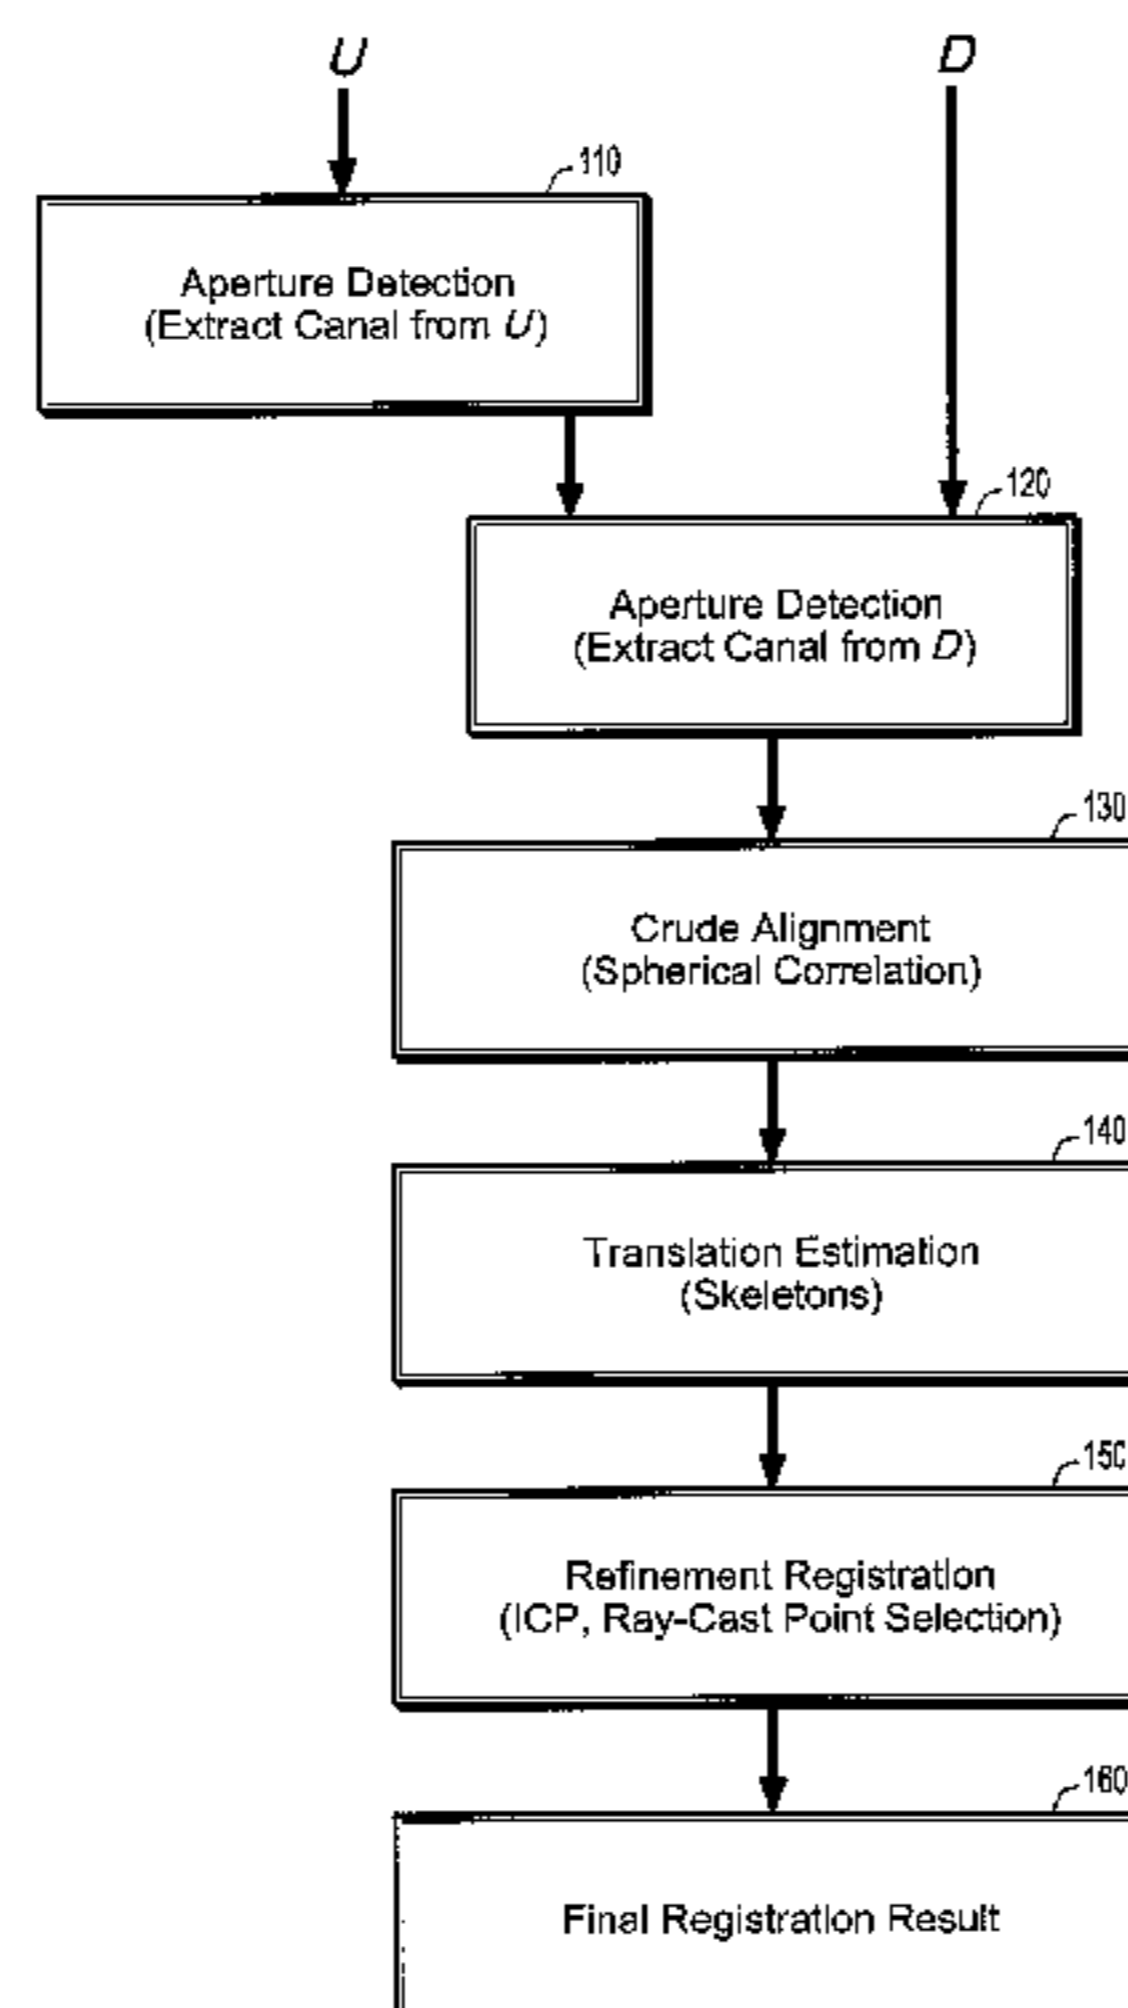 U
D
110
Aperture Detection
(Extract Canal from U)
120
Aperture Detection
(Extract Canal from D)
130
Crude Alignment
(Spherical Correlation)
140
Translation Estimation
(Skeletons)
150
Refinement Registration
(ICP, Ray-Cast Point Selection)
160
Final Registration Result